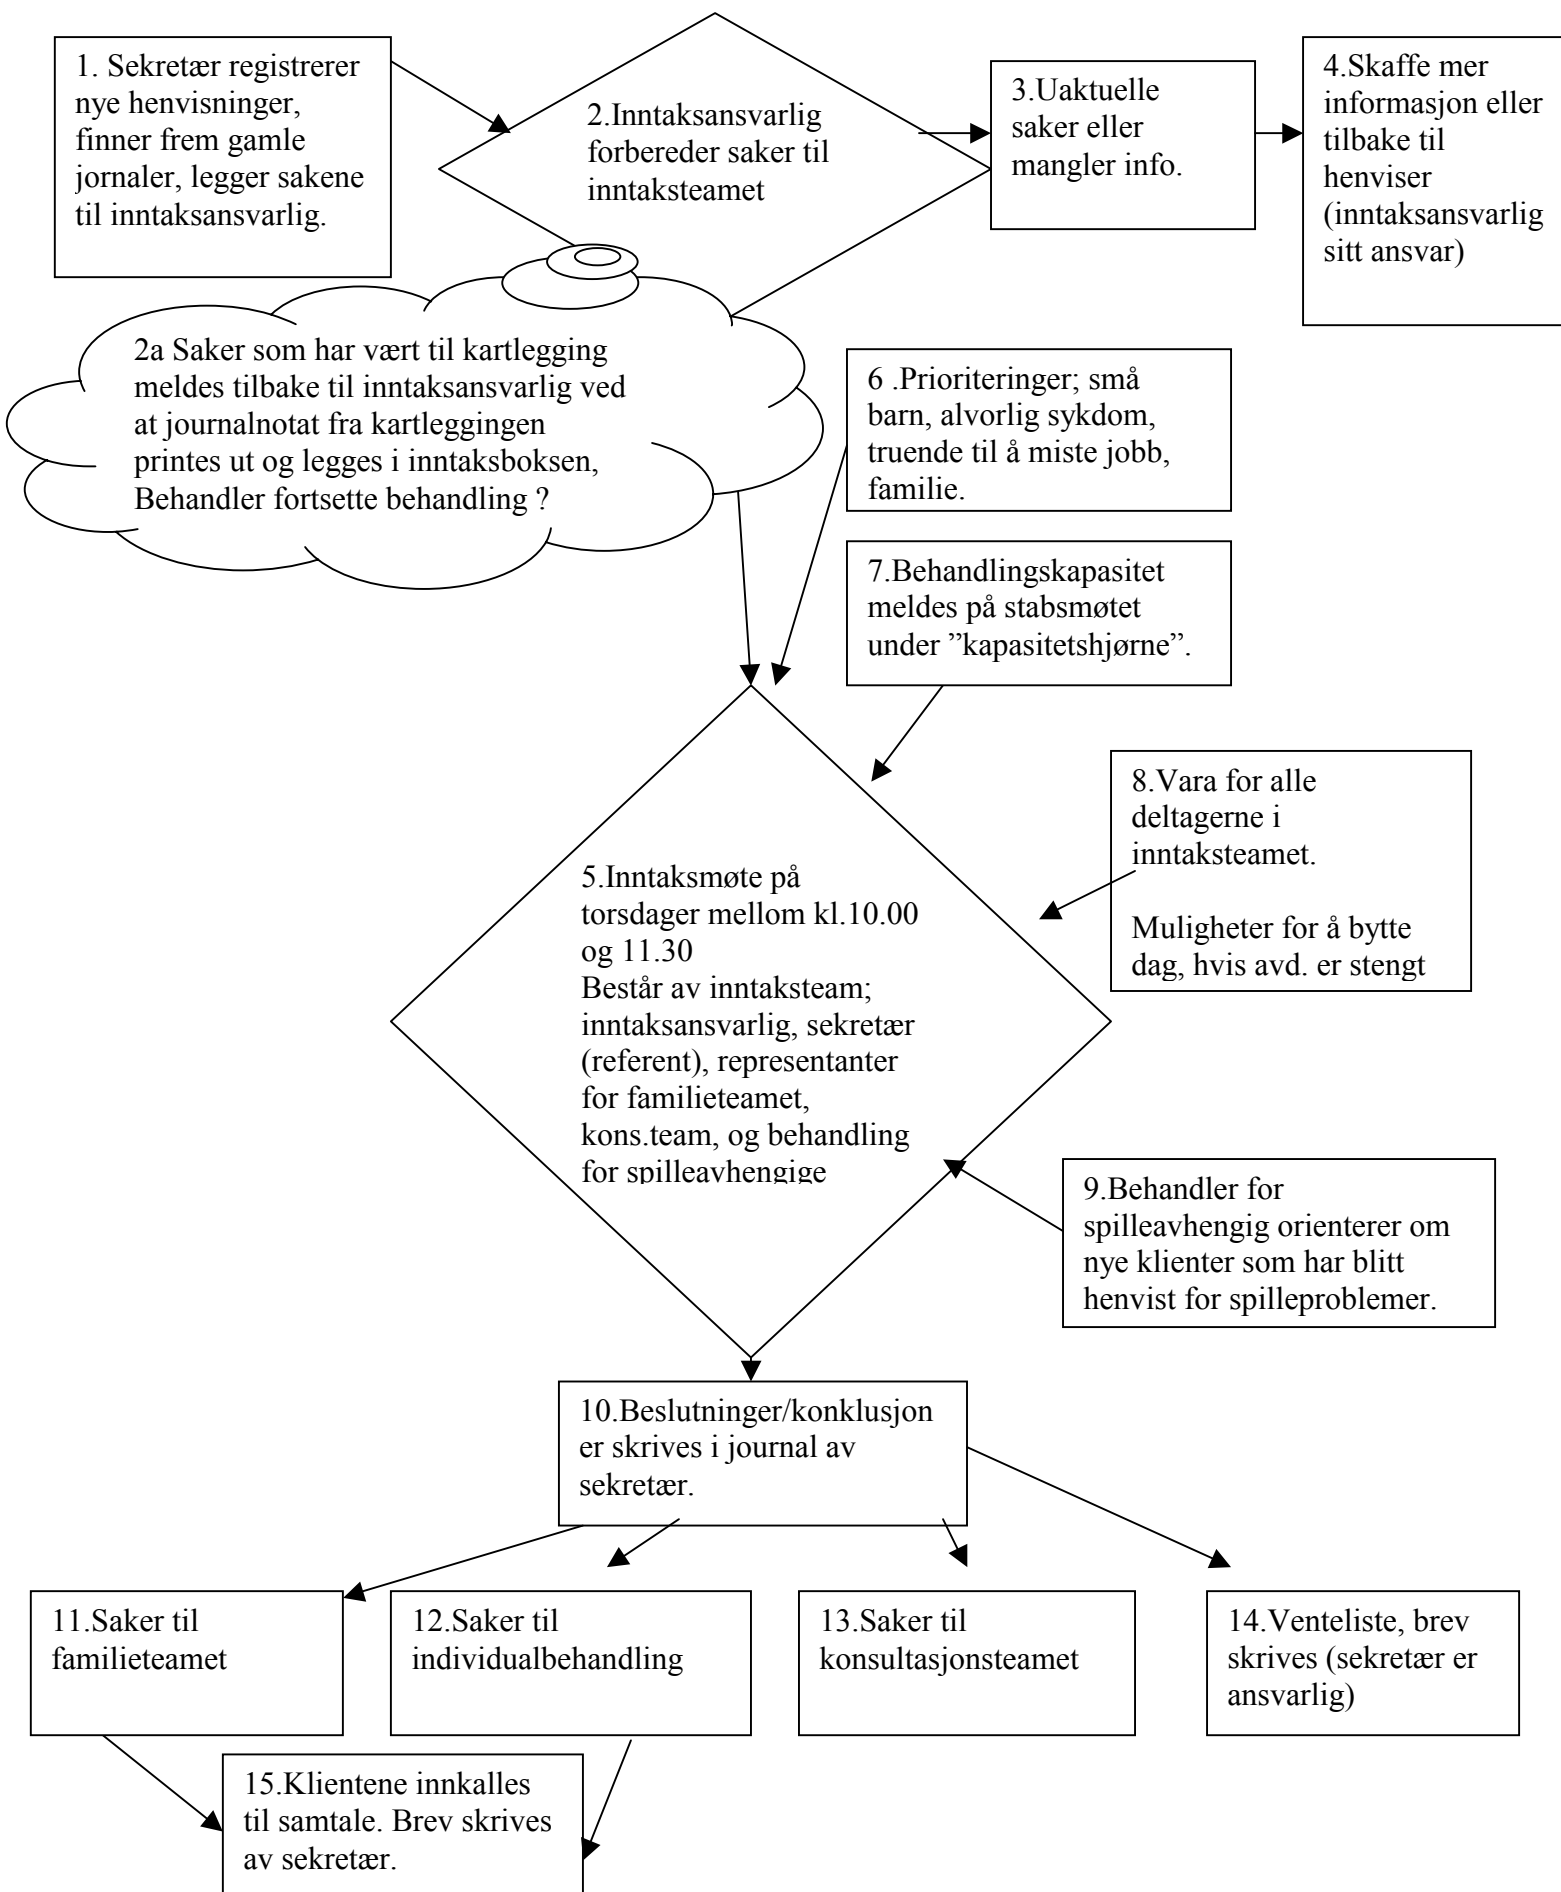 1. Sekretær registrerer
nye henvisninger,
finner frem gamle
jornaler, legger sakene
til inntaksansvarlig.
2.Inntaksansvarlig
forbereder saker til
inntaksteamet
3.Uaktuelle
saker eller
mangler info.
4.Skaffe mer
informasjon eller
tilbake til
henviser
(inntaksansvarlig
sitt ansvar)
2a Saker som har vært til kartlegging
meldes tilbake til inntaksansvarlig ved
at journalnotat fra kartleggingen
printes ut og legges i inntaksboksen,
Behandler fortsette behandling ?
6 .Prioriteringer; små
barn, alvorlig sykdom,
truende til å miste jobb,
familie.
7.Behandlingskapasitet
meldes på stabsmøtet
under ”kapasitetshjørne”.
8.Vara for alle
deltagerne i
inntaksteamet.
Muligheter for å bytte
dag, hvis avd. er stengt
5.Inntaksmøte på
torsdager mellom kl.10.00
og 11.30
Består av inntaksteam;
inntaksansvarlig, sekretær
(referent), representanter
for familieteamet,
kons.team, og behandling
for spilleavhengige
9.Behandler for
spilleavhengig orienterer om
nye klienter som har blitt
henvist for spilleproblemer.
10.Beslutninger/konklusjon
er skrives i journal av
sekretær.
11.Saker til
familieteamet
12.Saker til
individualbehandling
13.Saker til
konsultasjonsteamet
14.Venteliste, brev
skrives (sekretær er
ansvarlig)
15.Klientene innkalles
til samtale. Brev skrives
av sekretær.